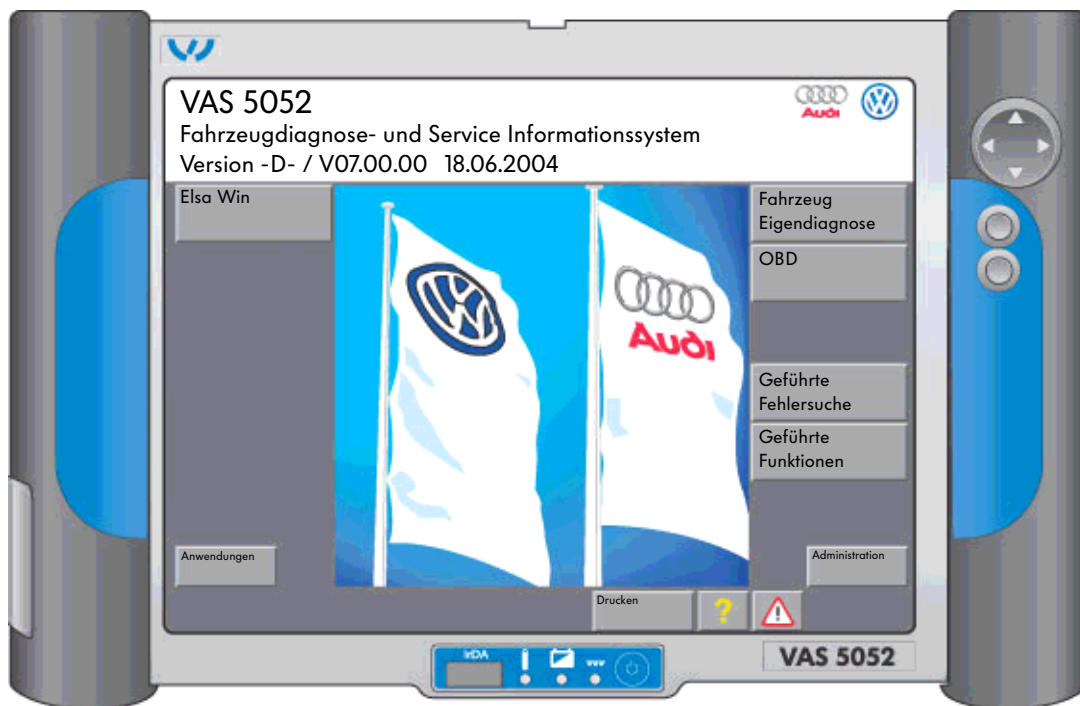 VAS 5052
Fahrzeugdiagnose- und Service Informationssystem
Version -D- / V07.00.00 18.06.2004
Audi
Elsa Win
Fahrzeug
Eigendiagnose
OBD
Audi
Geführte
Fehlersuche
Geführte
Funktionen
Anwendungen
Administration
Drucken
?
IrDA
VAS 5052